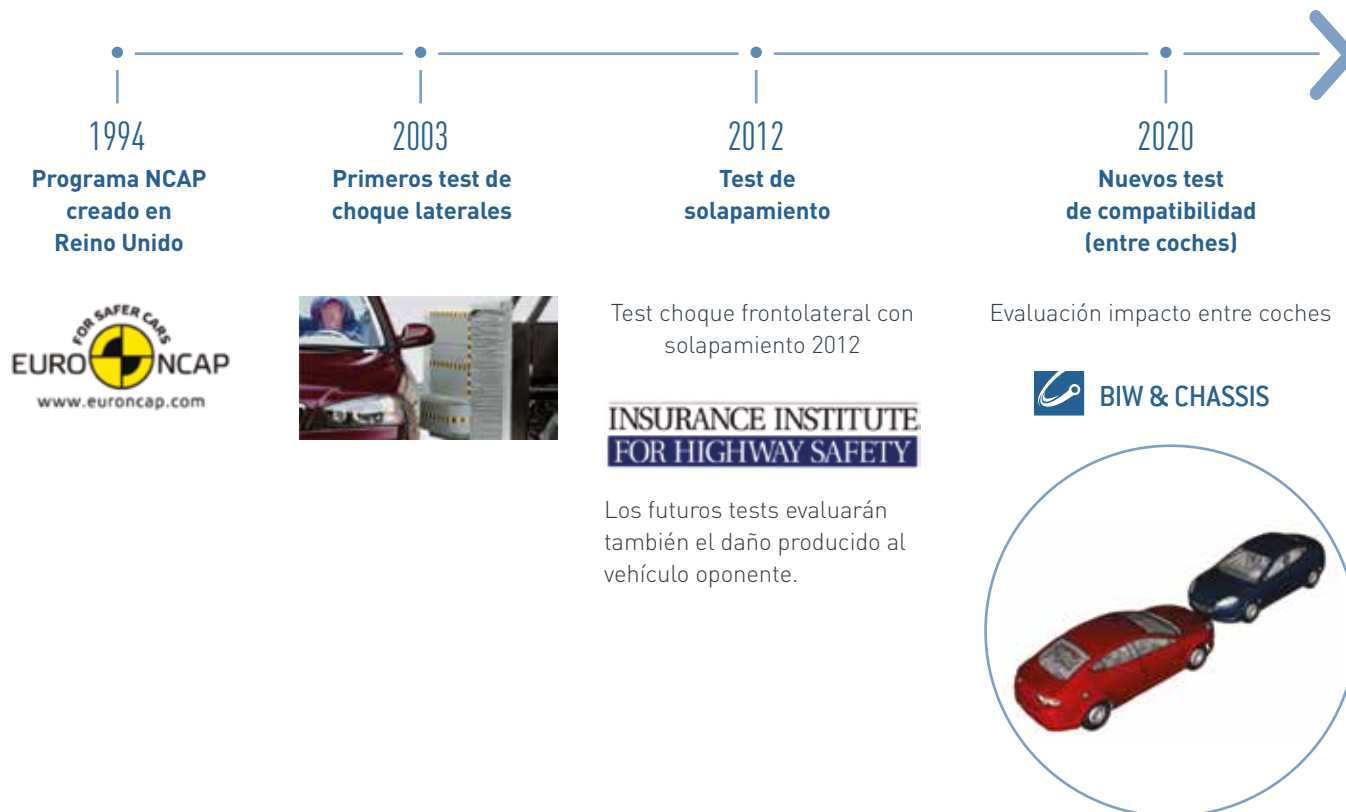 1994
Programa NCAP
creado en
Reino Unido
FOR SAFER CARS
EURO NCAP
www.euroncap.com
2003
Primeros test de
choque laterales
2012
Test de
solapamiento
Test choque frontolateral con
solapamiento 2012
INSURANCE INSTITUTE
FOR HIGHWAY SAFETY
Los futuros tests evaluarán
también el daño producido al
vehículo oponente.
2020
Nuevos test
de compatibilidad
(entre coches)
Evaluación impacto entre coches
BIW & CHASSIS